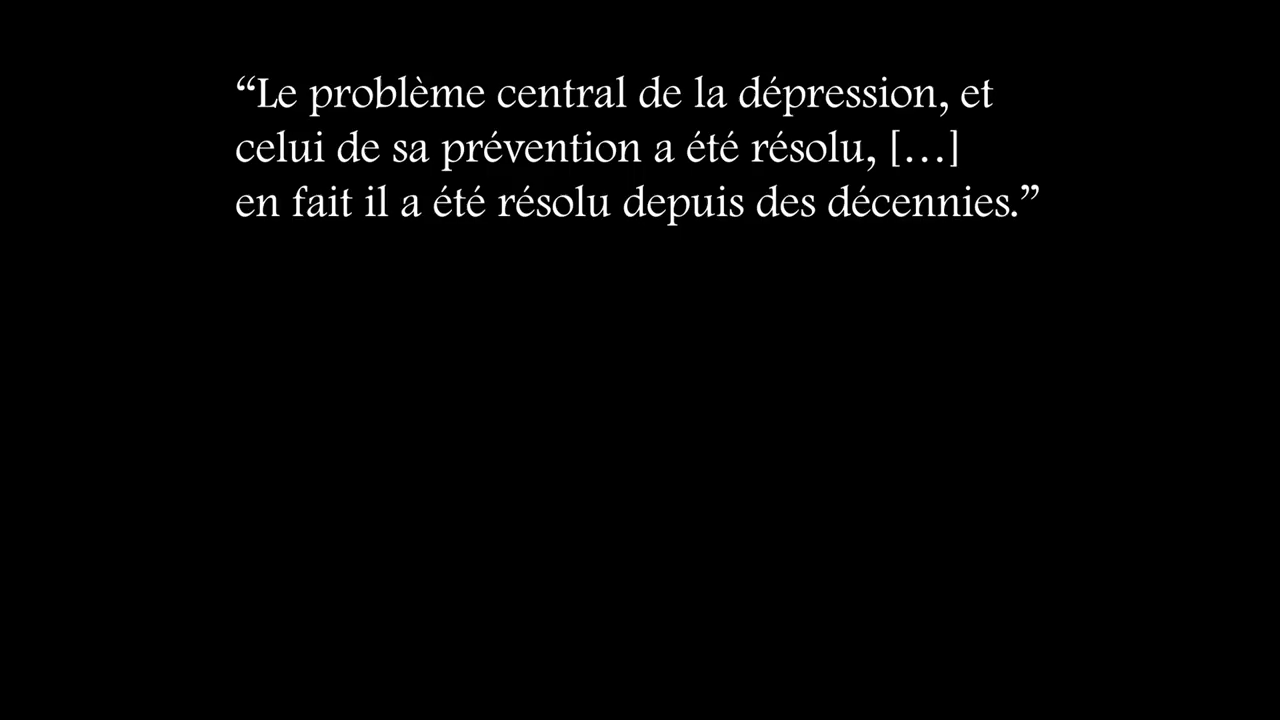 “Le problème central de la dépression, et
celui de sa prévention a été résolu, […]
en fait il a été résolu depuis des décennies.”